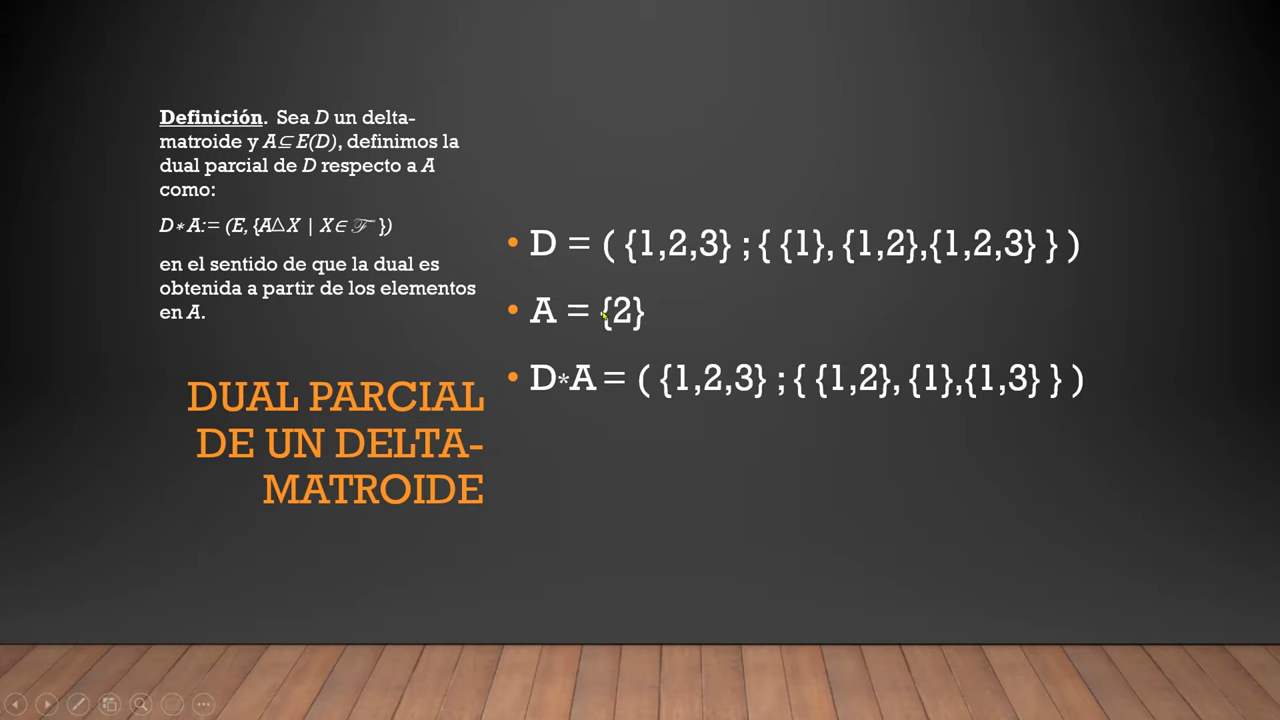 Definición. Sea D un delta-
matroide y A⊆E(D), definimos la
dual parcial de D respecto a A
como:
D∗A:= (E, {A∆X | X∈ ℱ })
en el sentido de que la dual es
obtenida a partir de los elementos
en A.
DUAL PARCIAL
DE UN DELTA-
MATROIDE
• D = ( {1,2,3} ; { {1}, {1,2},{1,2,3} } )
• A = {2}
• D∗A = ( {1,2,3} ; { {1,2}, {1},{1,3} } )